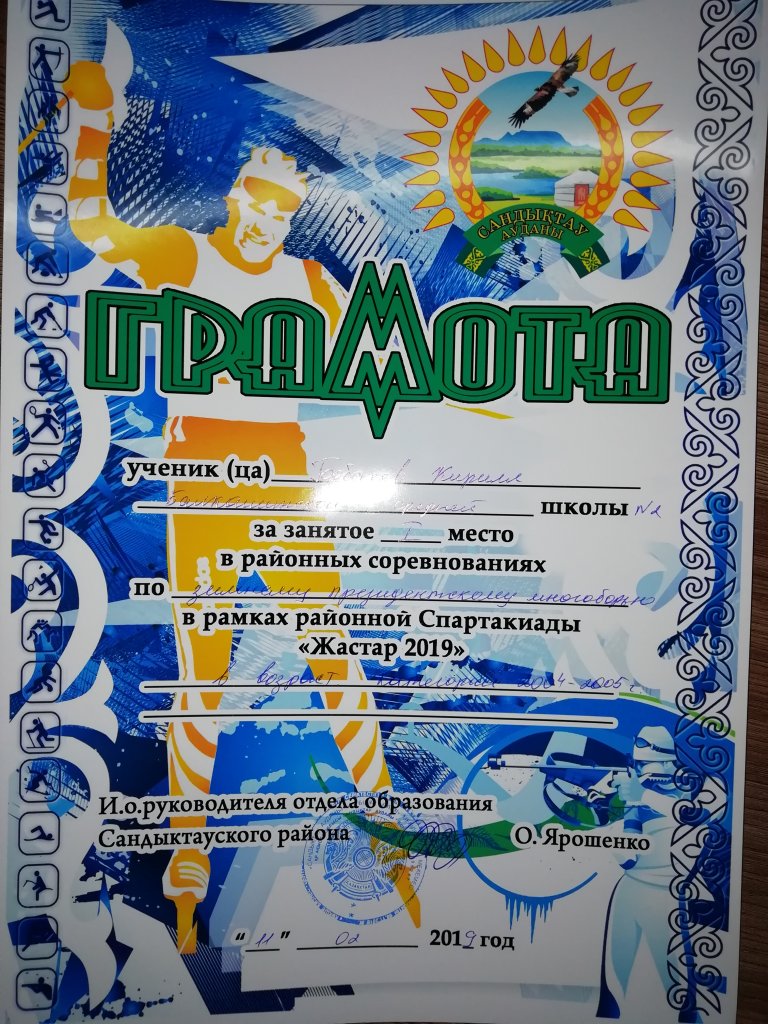 САНДЫКТАУ
АУДАНЫ
ГРАМОТА
ученик (ца) Кирилл
школы №2
за занятое I место
в районных соревнованиях
по зимнему президентскому многоборью
в рамках районной Спартакиады
«Жастар 2019»
в возраст категории 2004-2005 г.
И.о.руководителя отдела образования
Сандыктауского района О. Ярошенко
"11" 02 2019 год